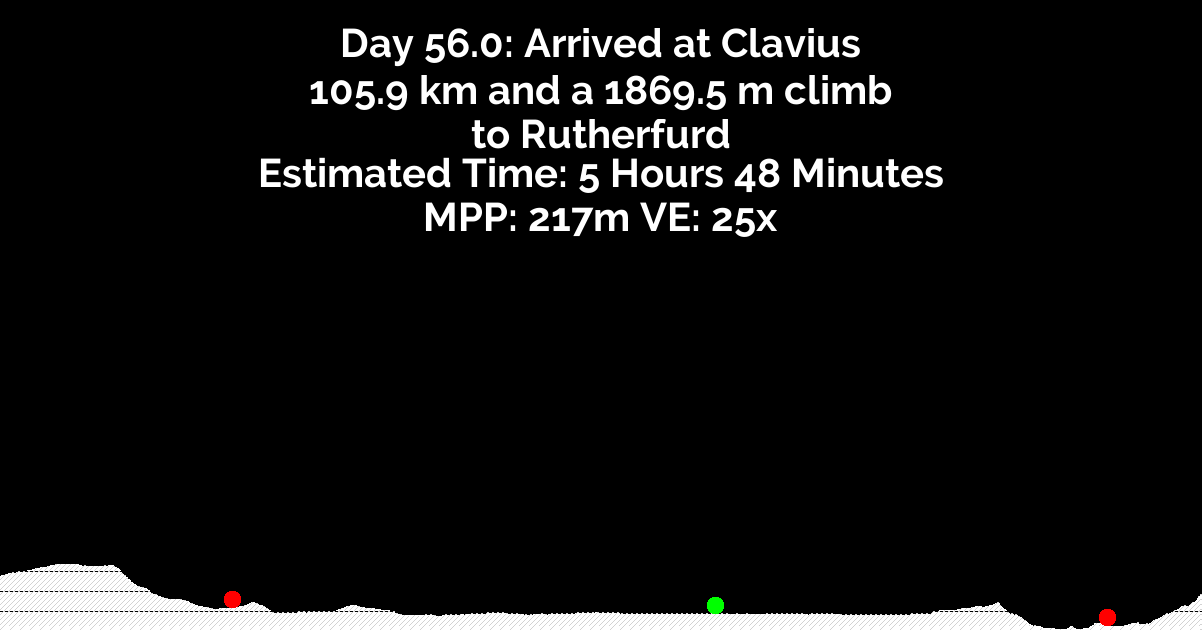 Day 56.0: Arrived at Clavius
105.9 km and a 1869.5 m climb
to Rutherfurd
Estimated Time: 5 Hours 48 Minutes
MPP: 217m VE: 25x